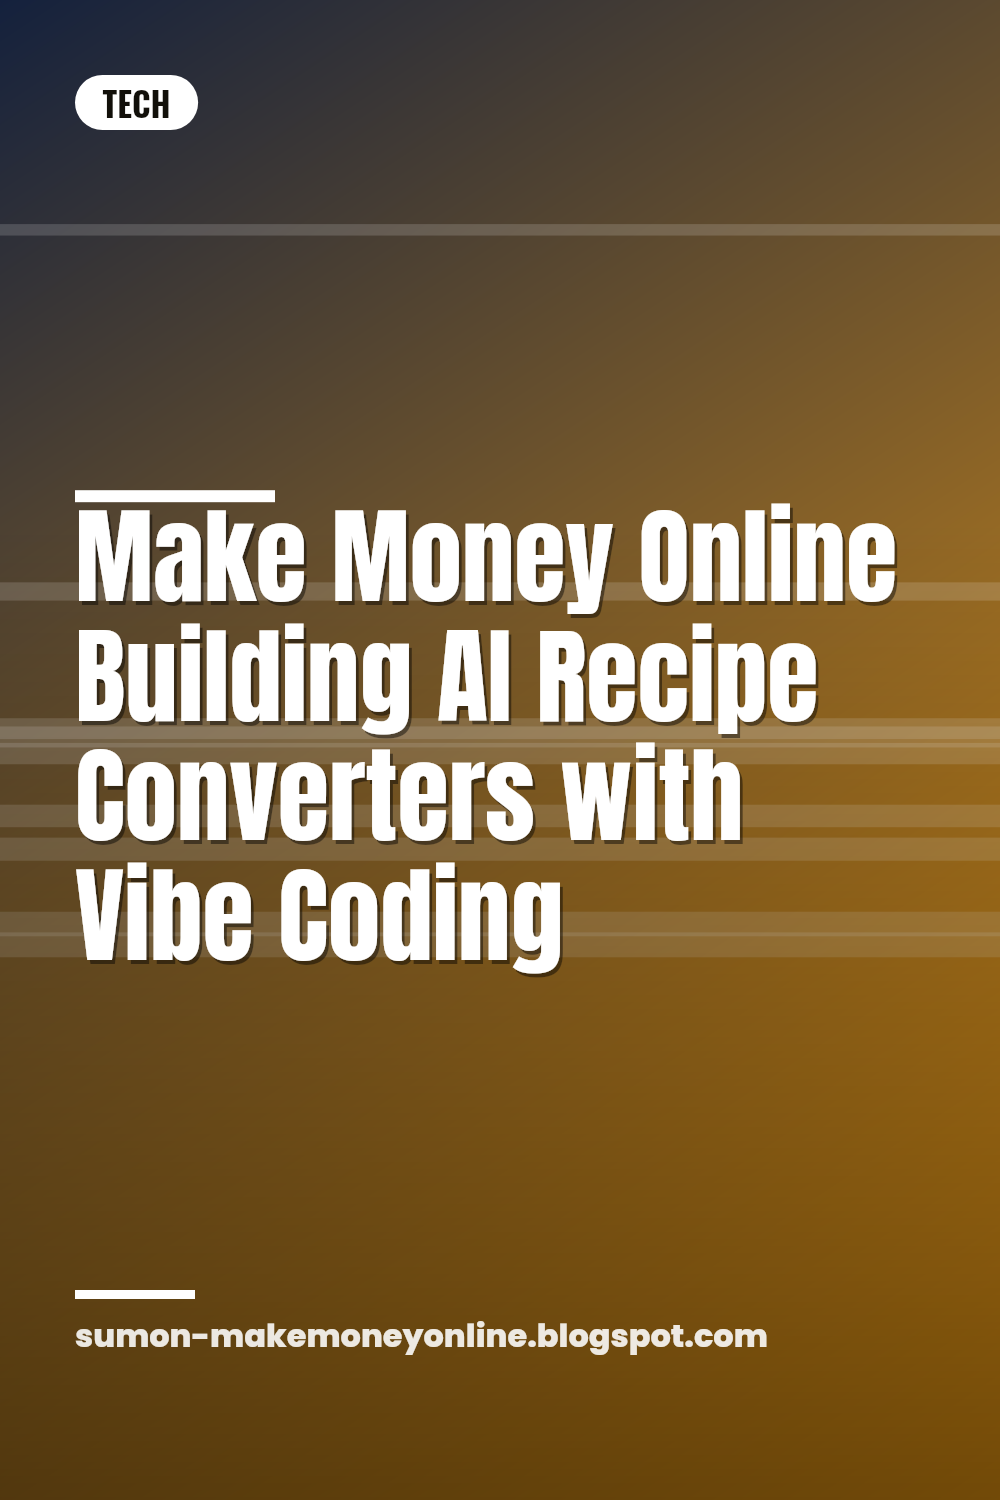 TECH
Make Money Online
Building AI Recipe
Converters with
Vibe Coding
sumon-makemoneyonline.blogspot.com